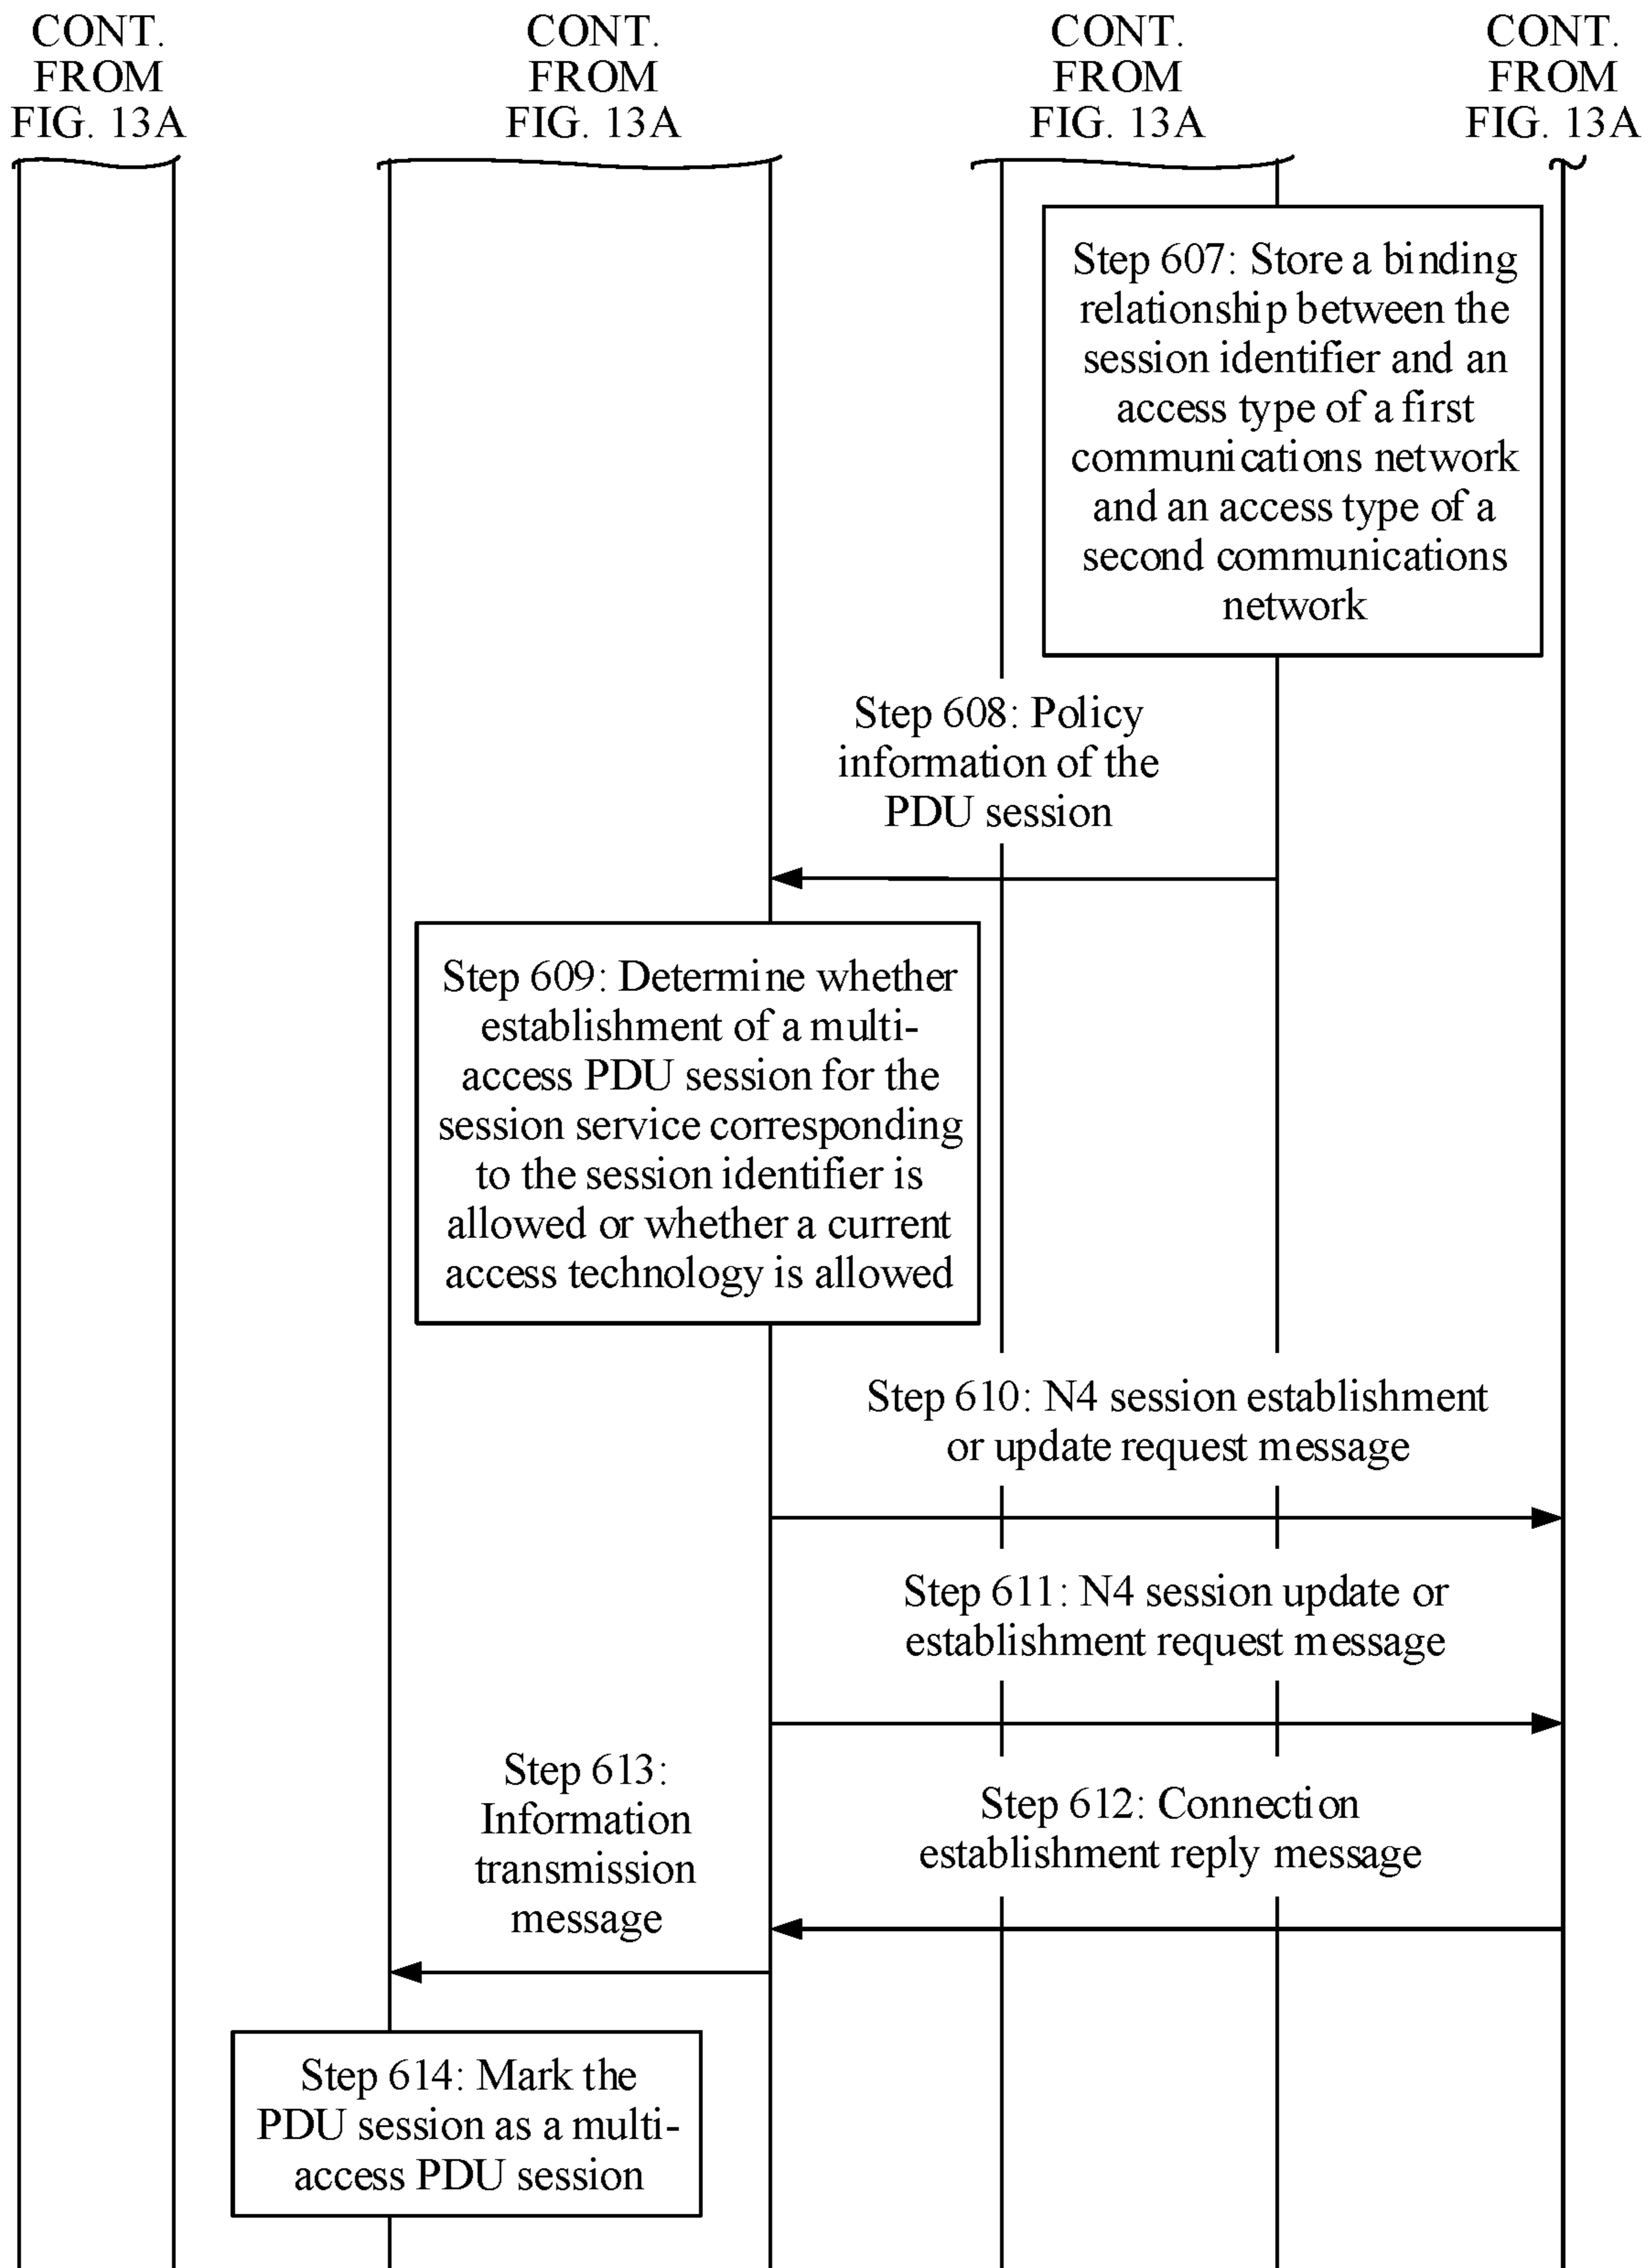 CONT.
FROM
FIG. 13A
CONT.
FROM
FIG. 13A
CONT.
FROM
FIG. 13A
CONT.
FROM
FIG. 13A
Step 607: Store a binding
relationship between the
session identifier and an
access type of a first
communications network
and an access type of a
second communications
network
Step 608: Policy
information of the
PDU session
Step 609: Determine whether
establishment of a multi-
access PDU session for the
session service corresponding
to the session identifier is
allowed or whether a current
access technology is allowed
Step 610: N4 session establishment
or update request message
Step 611: N4 session update or
establishment request message
Step 613:
Information
transmission
message
Step 612: Connection
establishment reply message
Step 614: Mark the
PDU session as a multi-
access PDU session